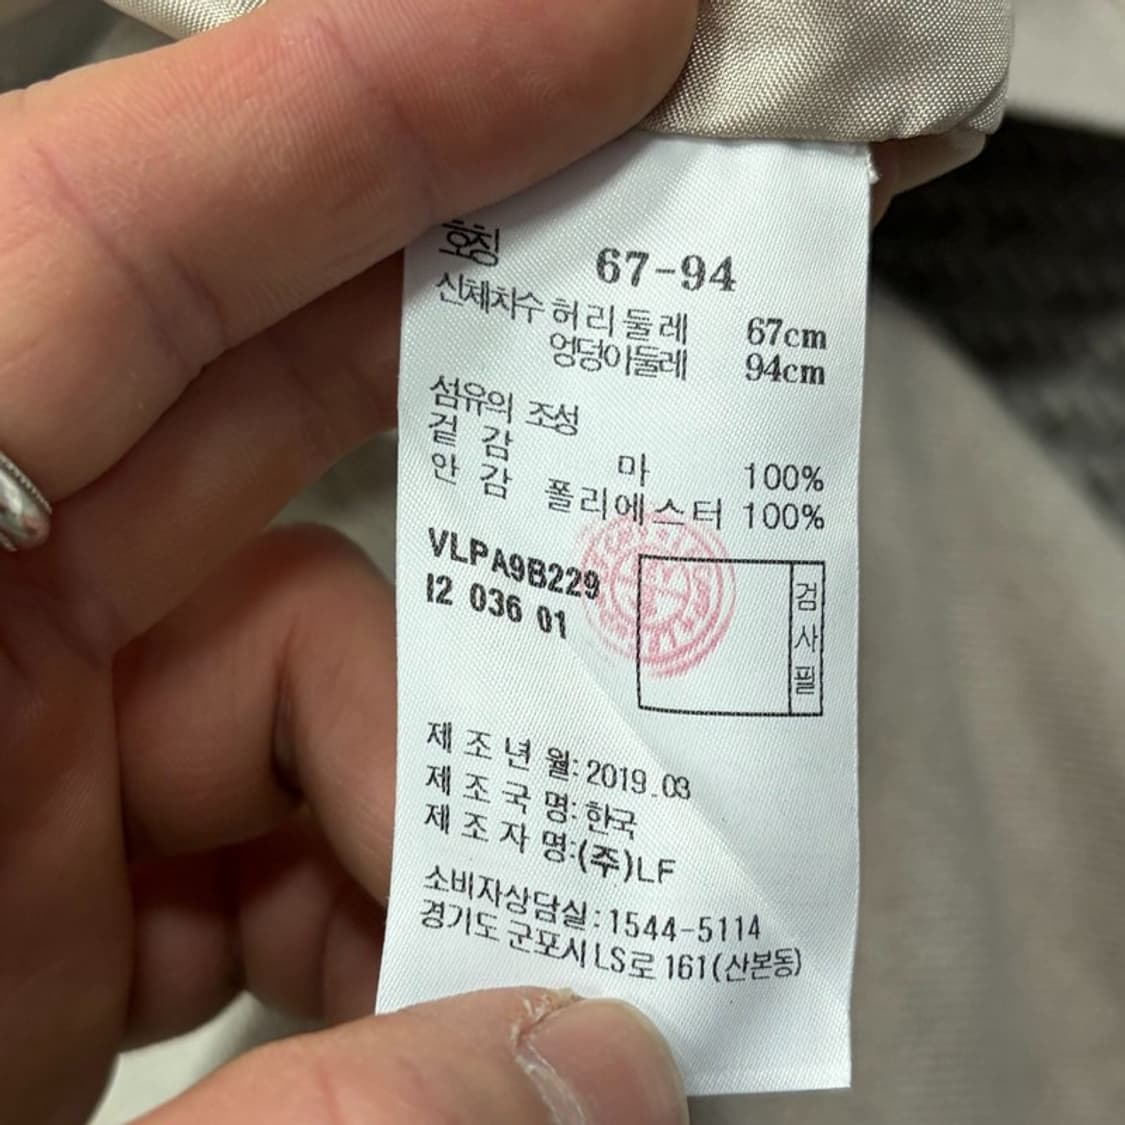 호칭 67-94
신체치수 허리둘레 67cm
엉덩이둘레 94cm
섬유의 조성
겉감 마 100%
안감 폴리에스터 100%
VLPA9B229
I2 036 01
검사필
제조년월: 2019.03
제조국명: 한국
제조자명:(주)LF
소비자상담실: 1544-5114
경기도 군포시 LS로 161(산본동)